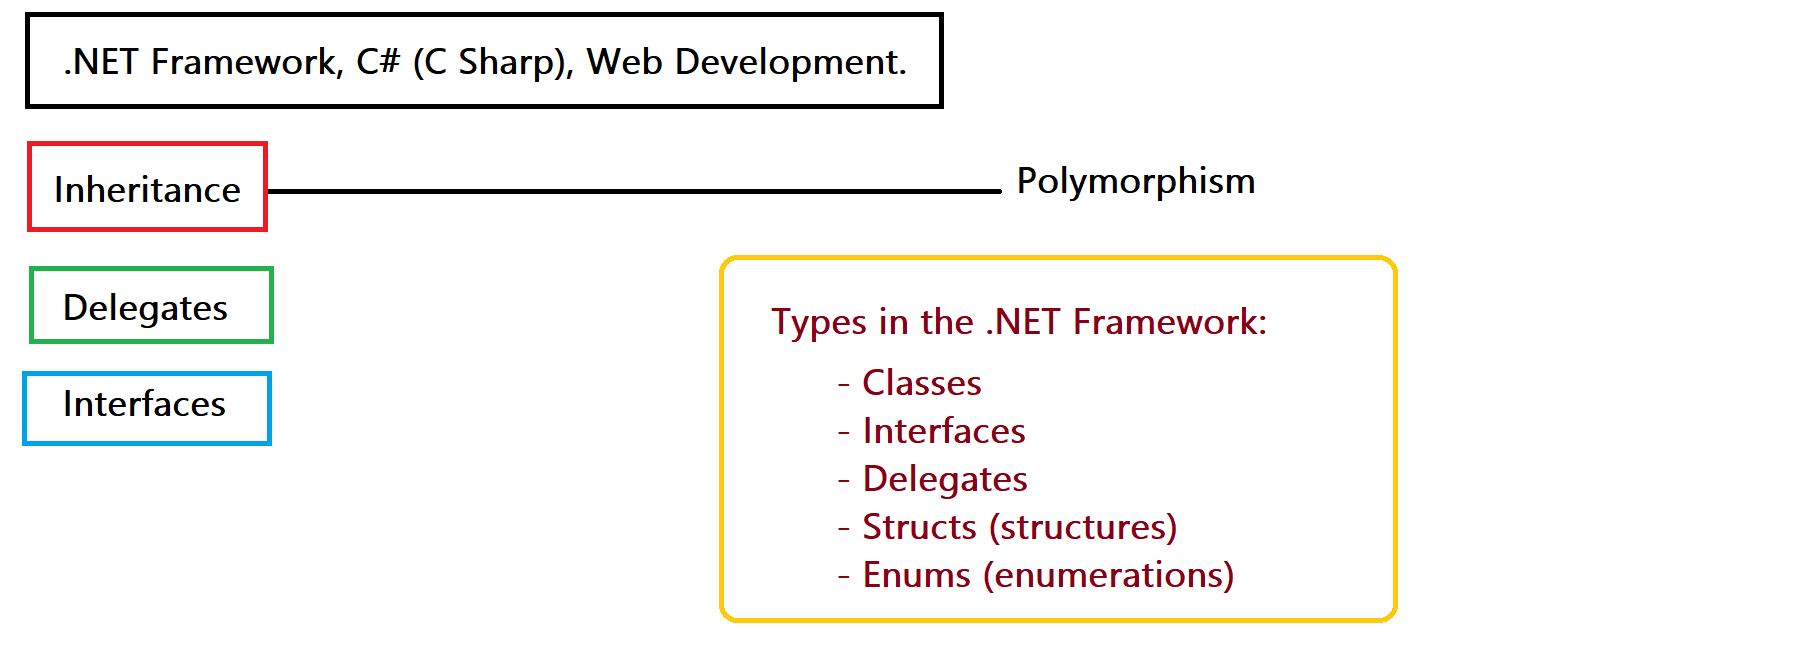 .NET Framework, C# (C Sharp), Web Development.
Inheritance
Polymorphism
Delegates
Interfaces
Types in the .NET Framework:
- Classes
- Interfaces
- Delegates
- Structs (structures)
- Enums (enumerations)